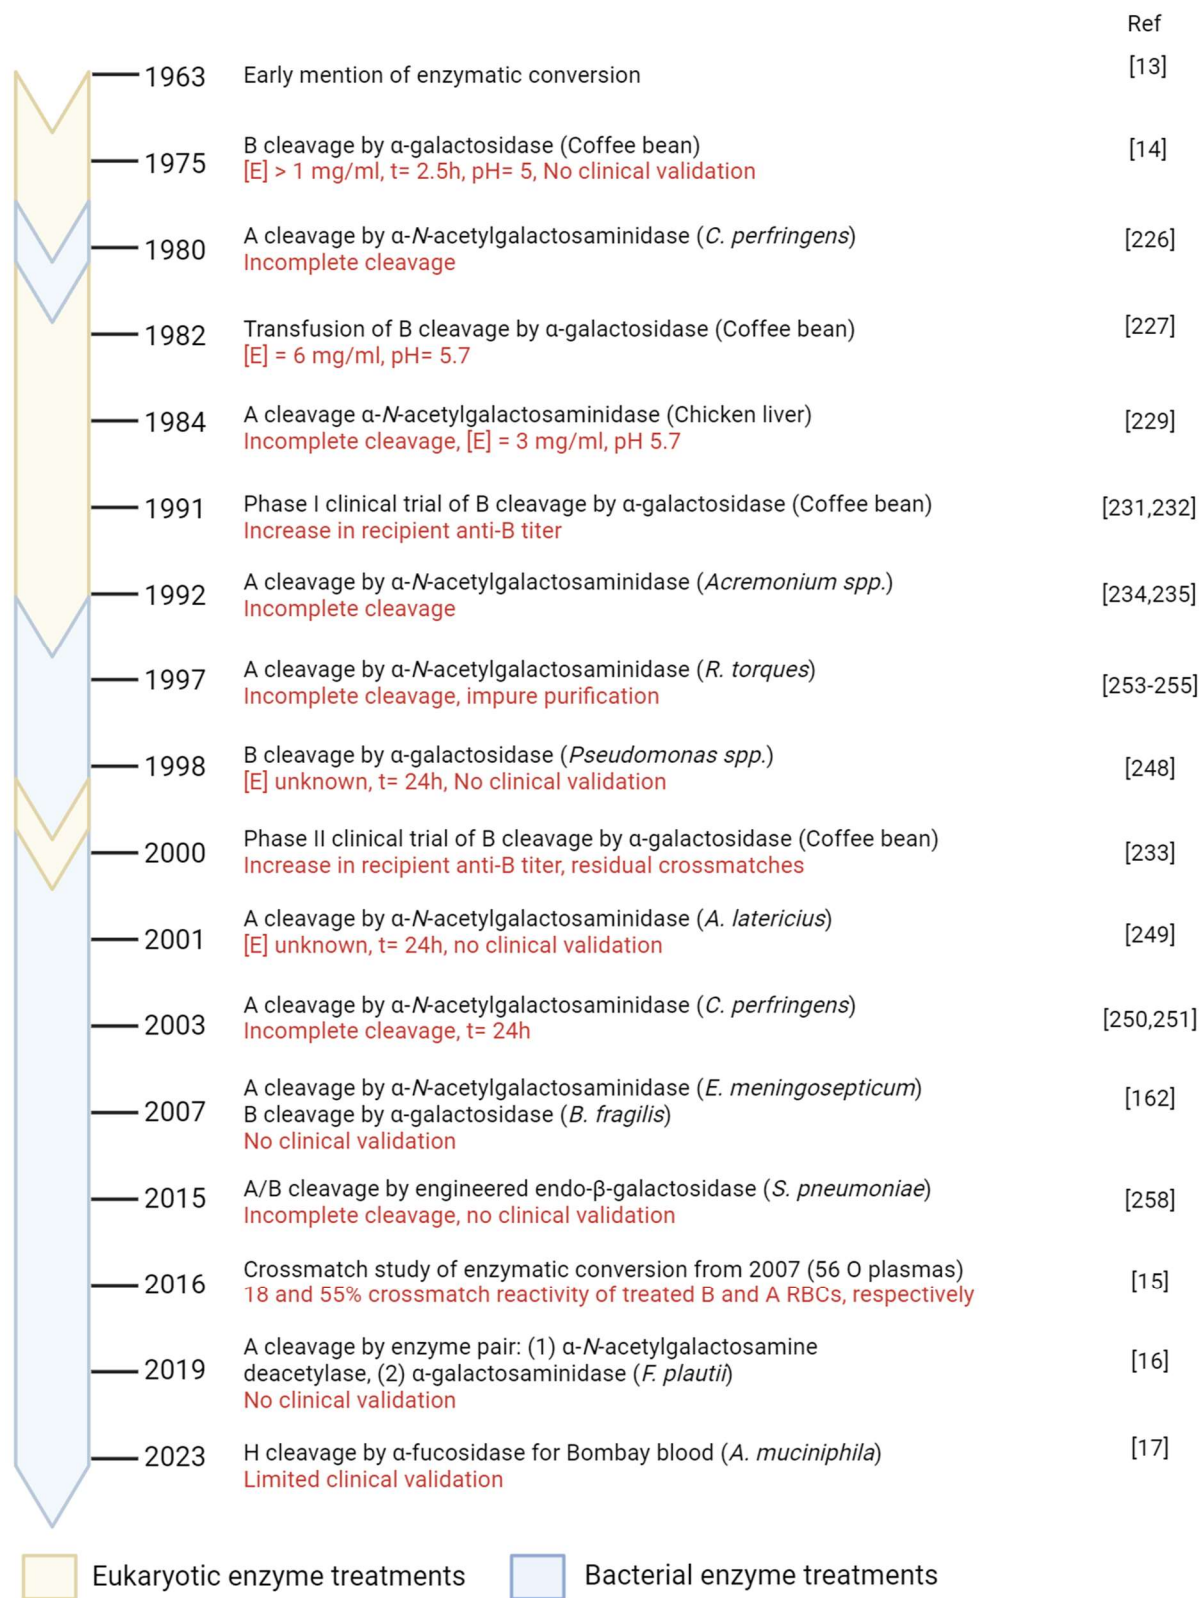 Ref
1963 Early mention of enzymatic conversion [13]
1975 B cleavage by α-galactosidase (Coffee bean) [14]
[E] > 1 mg/ml, t= 2.5h, pH= 5, No clinical validation
1980 A cleavage by α-N-acetylgalactosaminidase (C. perfringens) [226]
Incomplete cleavage
1982 Transfusion of B cleavage by α-galactosidase (Coffee bean) [227]
[E] = 6 mg/ml, pH= 5.7
1984 A cleavage α-N-acetylgalactosaminidase (Chicken liver) [229]
Incomplete cleavage, [E] = 3 mg/ml, pH 5.7
1991 Phase I clinical trial of B cleavage by α-galactosidase (Coffee bean) [231,232]
Increase in recipient anti-B titer
1992 A cleavage by α-N-acetylgalactosaminidase (Acremonium spp.) [234,235]
Incomplete cleavage
1997 A cleavage by α-N-acetylgalactosaminidase (R. torques) [253-255]
Incomplete cleavage, impure purification
1998 B cleavage by α-galactosidase (Pseudomonas spp.) [248]
[E] unknown, t= 24h, No clinical validation
2000 Phase II clinical trial of B cleavage by α-galactosidase (Coffee bean) [233]
Increase in recipient anti-B titer, residual crossmatches
2001 A cleavage by α-N-acetylgalactosaminidase (A. latericius) [249]
[E] unknown, t= 24h, no clinical validation
2003 A cleavage by α-N-acetylgalactosaminidase (C. perfringens) [250,251]
Incomplete cleavage, t= 24h
2007 A cleavage by α-N-acetylgalactosaminidase (E. meningosepticum) [162]
B cleavage by α-galactosidase (B. fragilis)
No clinical validation
2015 A/B cleavage by engineered endo-β-galactosidase (S. pneumoniae) [258]
Incomplete cleavage, no clinical validation
2016 Crossmatch study of enzymatic conversion from 2007 (56 O plasmas) [15]
18 and 55% crossmatch reactivity of treated B and A RBCs, respectively
2019 A cleavage by enzyme pair: (1) α-N-acetylgalactosamine [16]
deacetylase, (2) α-galactosaminidase (F. plautii)
No clinical validation
2023 H cleavage by α-fucosidase for Bombay blood (A. muciniphila) [17]
Limited clinical validation
Eukaryotic enzyme treatments Bacterial enzyme treatments